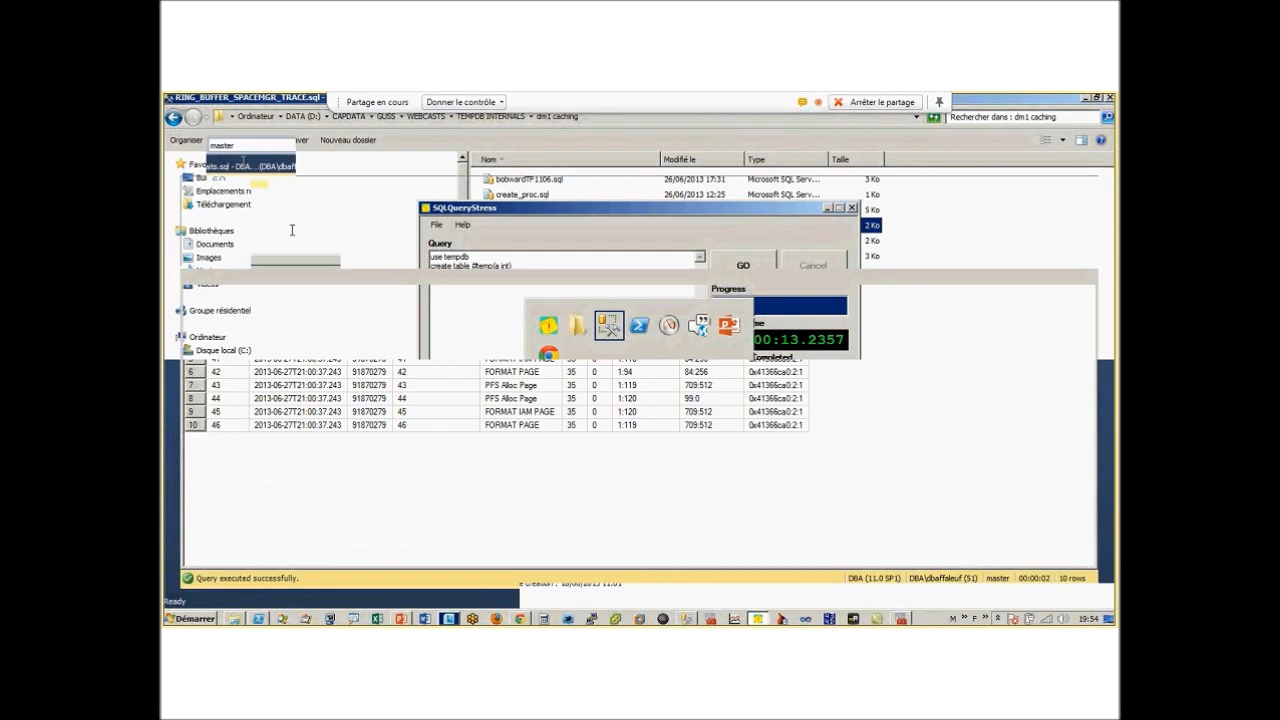 RING_BUFFER_SPACEMGR_TRACE.sql -
Partage en cours
Donner le contrôle
Arrêter le partage
Ordinateur
DATA (D:)
CAPDATA
GUSS
WEBCASTS
TEMPDB INTERNALS
dm1 caching
Rechercher dans : dm1 caching
Organiser
master
Nouveau dossier
Nom
Modifié le
Type
Taille
bobwardTP1106.sql
26/06/2013 17:31
Microsoft SQL Serv...
3 Ko
create_proc.sql
26/06/2013 12:25
Microsoft SQL Serv...
1 Ko
5 Ko
2 Ko
2 Ko
3 Ko
Emplacements r
Téléchargement
Bibliothèques
Documents
Images
Groupe résidentiel
Ordinateur
Disque local (C:)
SQLQueryStress
File
Help
Query
use tempdb
create table #temp(a int)
GO
Cancel
Progress
00:13.2357
Completed
6 42 2013-06-27T21:00:37.243 91870279 42 FORMAT PAGE 35 0 1:94 84:256 0x41366ca0:2:1
7 43 2013-06-27T21:00:37.243 91870279 43 PFS Alloc Page 35 0 1:119 709:512 0x41366ca0:2:1
8 44 2013-06-27T21:00:37.243 91870279 44 PFS Alloc Page 35 0 1:120 99:0 0x41366ca0:2:1
9 45 2013-06-27T21:00:37.243 91870279 45 FORMAT IAM PAGE 35 0 1:120 709:512 0x41366ca0:2:1
10 46 2013-06-27T21:00:37.243 91870279 46 FORMAT PAGE 35 0 1:119 709:512 0x41366ca0:2:1
Query executed successfully.
DBA (11.0 SP1)
DBA\dbaffaleuf (51)
master
00:00:02
10 rows
Ready
Démarrer
M » F »
19:54